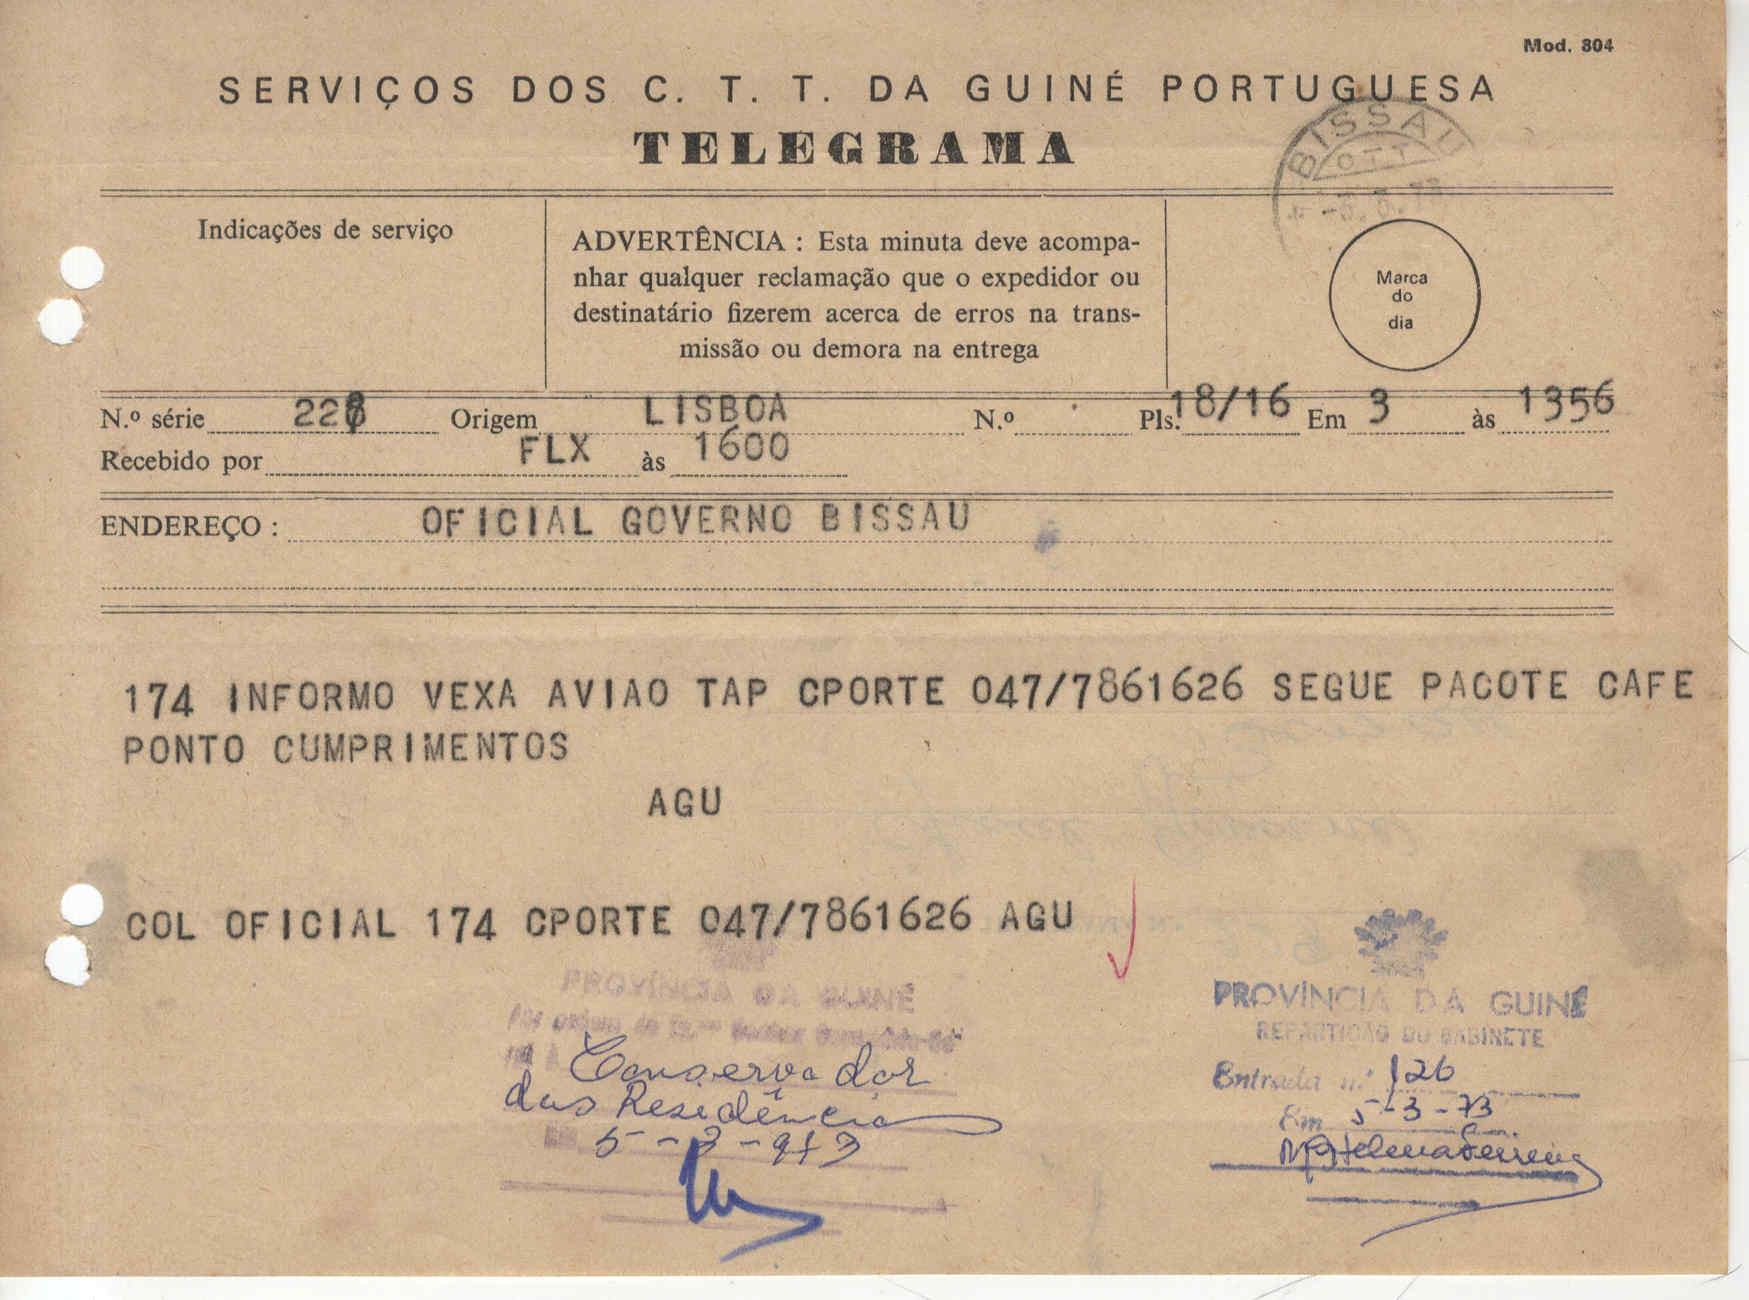 Mod. 804
SERVIÇOS DOS C. T. T. DA GUINÉ PORTUGUESA
TELEGRAMA
BISSAU
CTT
Indicações de serviço
ADVERTÊNCIA : Esta minuta deve acompa-
nhar qualquer reclamação que o expedidor ou
destinatário fizerem acerca de erros na trans-
missão ou demora na entrega
Marca
do
dia
N.º série Origem LISBOA N.º Pls. 18/16 Em 3 às 1356
Recebido por FLX às 1600
ENDEREÇO : OFICIAL GOVERNO BISSAU
174 INFORMO VEXA AVIAO TAP CPORTE 047/7861626 SEGUE PACOTE CAFE
PONTO CUMPRIMENTOS
AGU
COL OFICIAL 174 CPORTE 047/7861626 AGU
PROVÍNCIA DA GUINÉ
Conservador
das Residência
5-3-973
PROVÍNCIA DA GUINÉ
REPARTIÇÃO DO GABINETE
Entrada n.º 126
Em 5-3-73